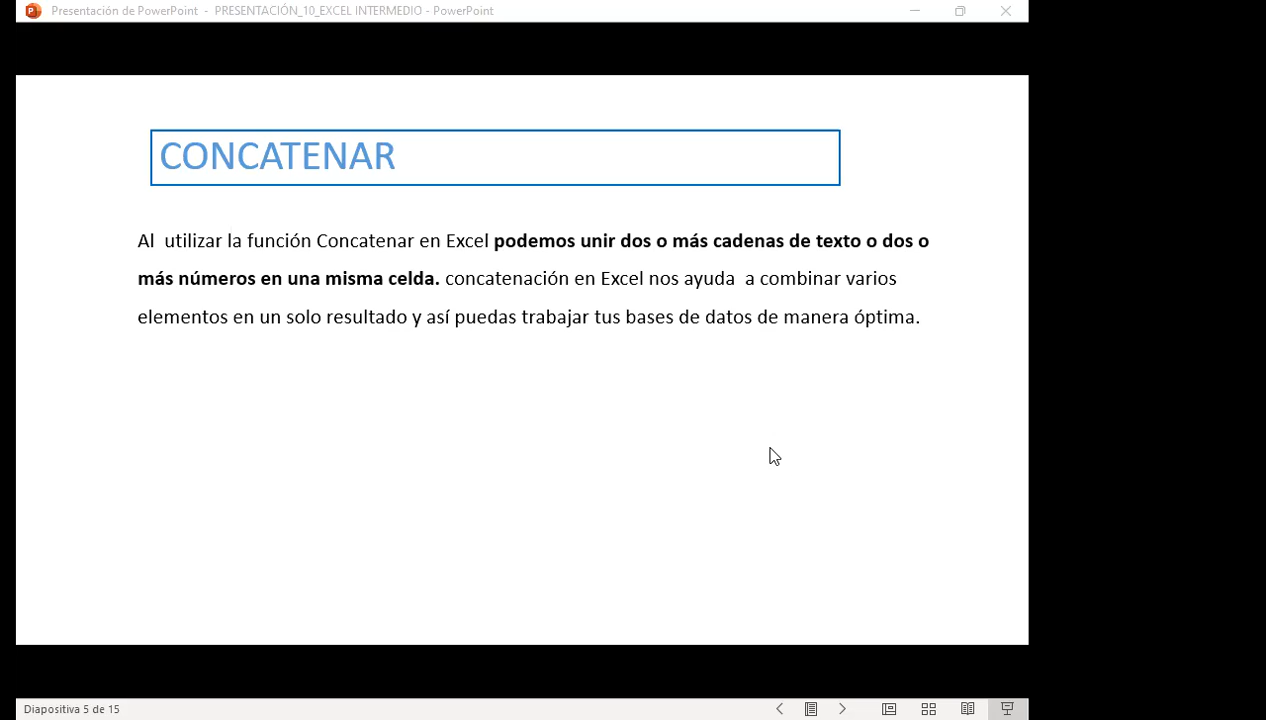 Presentación de PowerPoint - PRESENTACIÓN_10_EXCEL INTERMEDIO - PowerPoint
CONCATENAR
Al utilizar la función Concatenar en Excel podemos unir dos o más cadenas de texto o dos o
más números en una misma celda. concatenación en Excel nos ayuda a combinar varios
elementos en un solo resultado y así puedas trabajar tus bases de datos de manera óptima.
Diapositiva 5 de 15